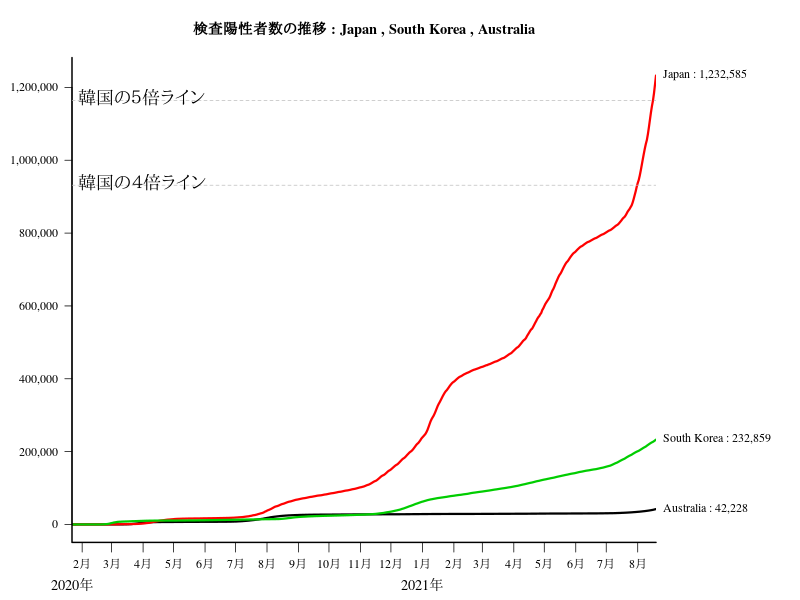 検査陽性者数の推移 : Japan , South Korea , Australia
Japan : 1,232,585
1,200,000
韓国の5倍ライン
1,000,000
韓国の4倍ライン
800,000
600,000
400,000
South Korea : 232,859
200,000
Australia : 42,228
0
2月 3月 4月 5月 6月 7月 8月 9月 10月 11月 12月 1月 2月 3月 4月 5月 6月 7月 8月
2020年 2021年